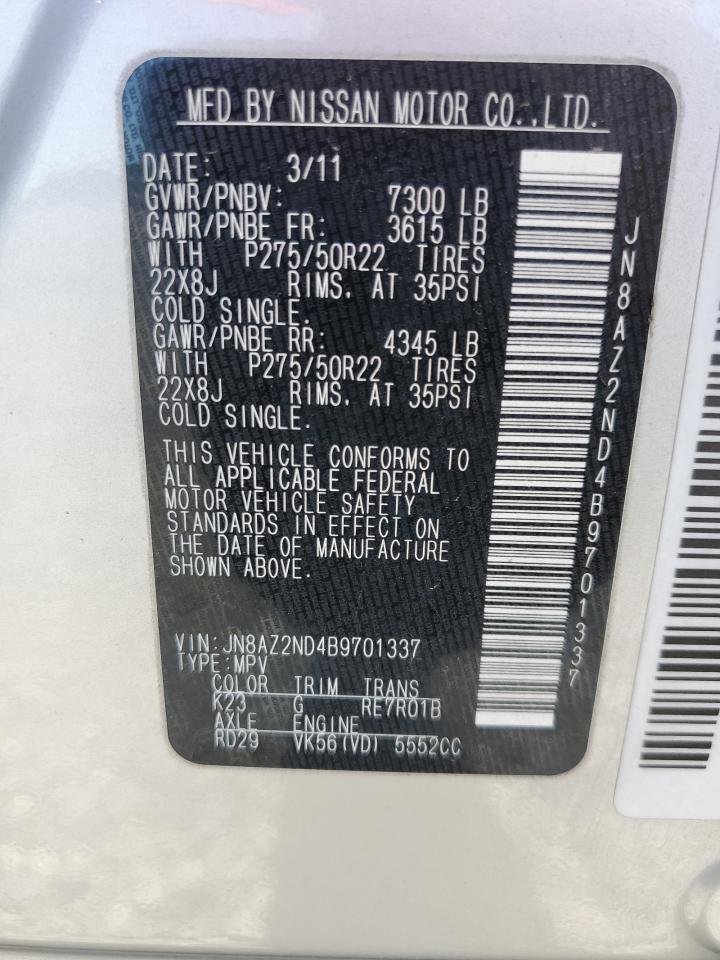 MFD BY NISSAN MOTOR CO.,LTD.
DATE: 3/11
GVWR/PNBV: 7300 LB
GAWR/PNBE FR: 3615 LB
WITH P275/50R22 TIRES
22X8J RIMS, AT 35PSI
COLD SINGLE.
GAWR/PNBE RR: 4345 LB
WITH P275/50R22 TIRES
22X8J RIMS, AT 35PSI
COLD SINGLE.
THIS VEHICLE CONFORMS TO
ALL APPLICABLE FEDERAL
MOTOR VEHICLE SAFETY
STANDARDS IN EFFECT ON
THE DATE OF MANUFACTURE
SHOWN ABOVE.
VIN:JN8AZ2ND4B9701337
TYPE:MPV
COLOR TRIM TRANS
K23 G RE7R01B
AXLE ENGINE
RD29 VK56(VD) 5552CC
JN8AZ2ND4B9701337